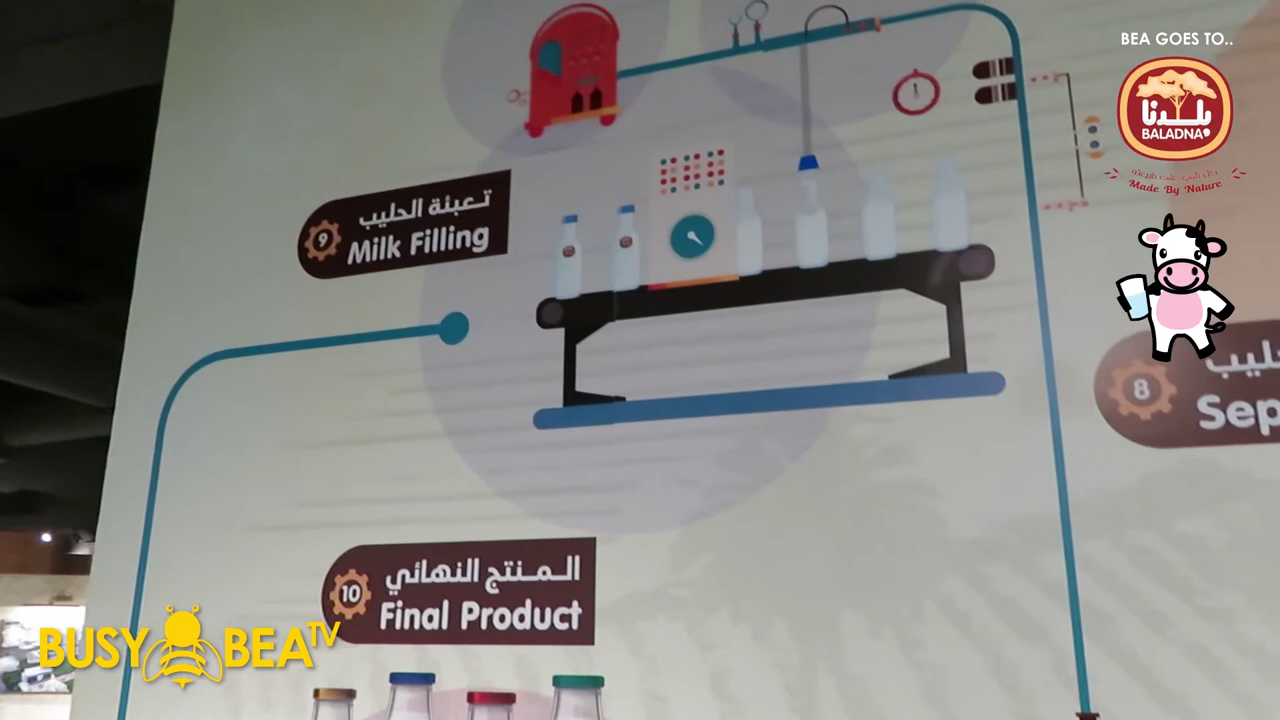 BEA GOES TO..
بلدنا
BALADNA
Made By Nature
تعبئة الحليب
9
Milk Filling
8
Sep
المنتج النهائي
10
Final Product
BUSY BEA TV